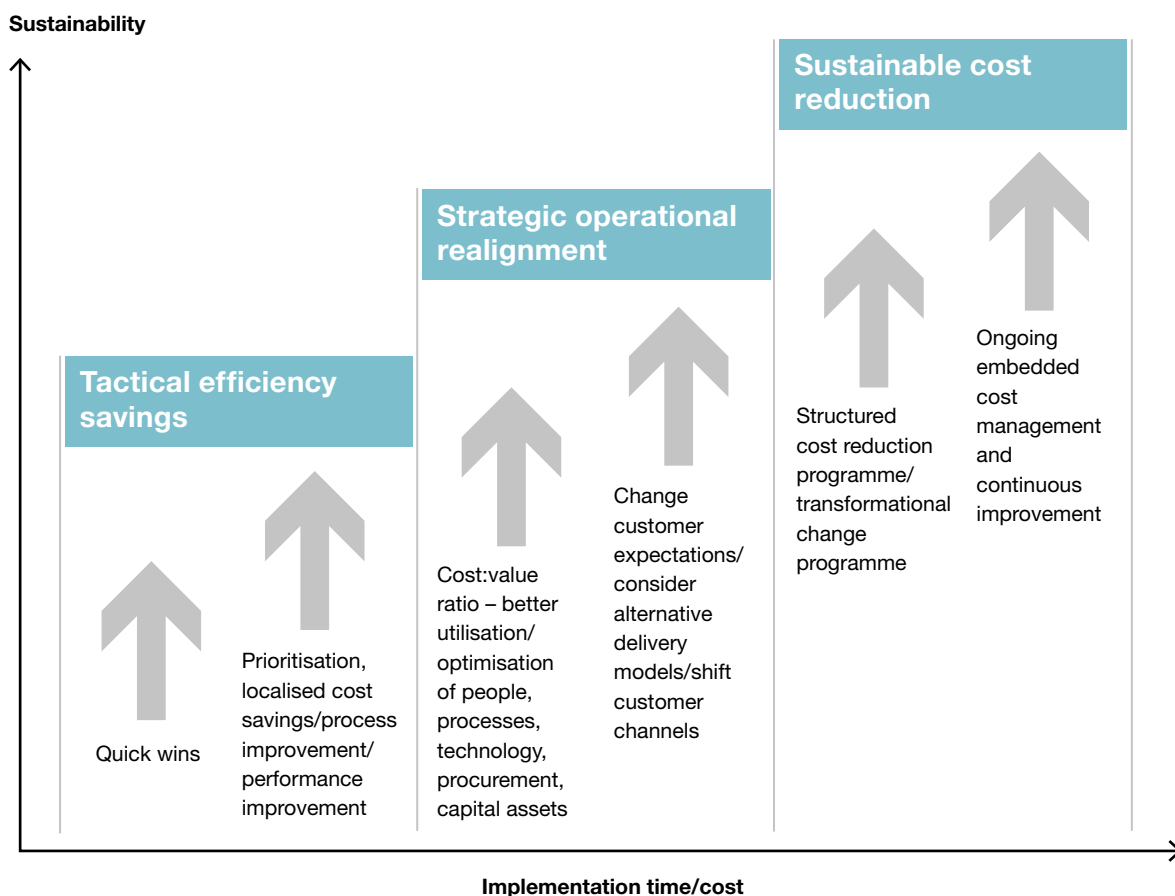 Sustainability
Sustainable cost
reduction
Strategic operational
realignment
Tactical efficiency
savings
Quick wins
Prioritisation,
localised cost
savings/process
improvement/
performance
improvement
Cost:value
ratio – better
utilisation/
optimisation
of people,
processes,
technology,
procurement,
capital assets
Change
customer
expectations/
consider
alternative
delivery
models/shift
customer
channels
Structured
cost reduction
programme/
transformational
change
programme
Ongoing
embedded
cost
management
and
continuous
improvement
Implementation time/cost